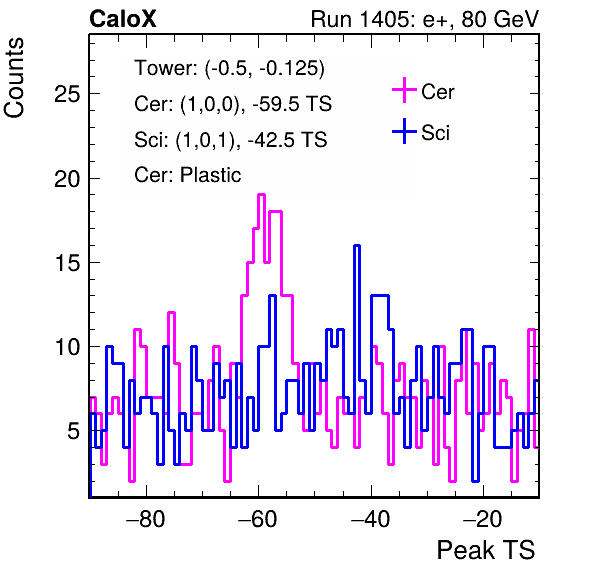 CaloX Run 1405: e+, 80 GeV
Counts
Tower: (-0.5, -0.125)
Cer: (1,0,0), -59.5 TS
Sci: (1,0,1), -42.5 TS
Cer: Plastic
Cer
Sci
25
20
15
10
5
−80 −60 −40 −20
Peak TS